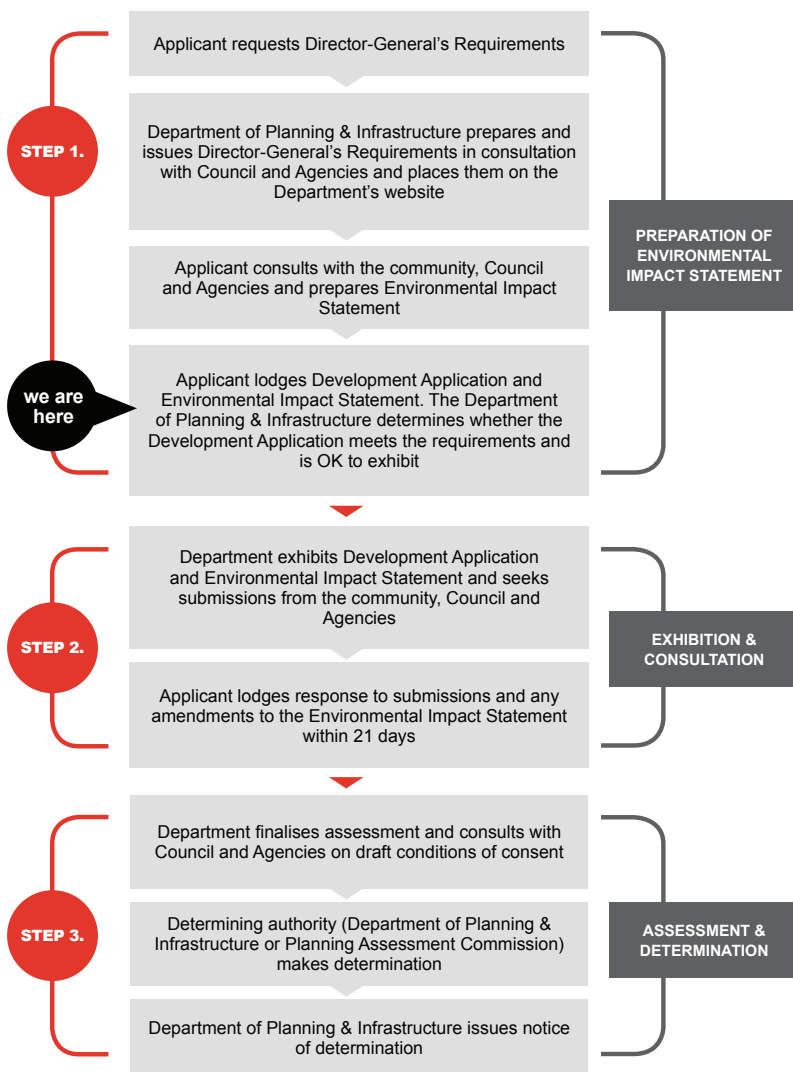 Applicant requests Director-General’s Requirements
STEP 1.
Department of Planning & Infrastructure prepares and
issues Director-General’s Requirements in consultation
with Council and Agencies and places them on the
Department’s website
PREPARATION OF
ENVIRONMENTAL
IMPACT STATEMENT
Applicant consults with the community, Council
and Agencies and prepares Environmental Impact
Statement
we are
here
Applicant lodges Development Application and
Environmental Impact Statement. The Department
of Planning & Infrastructure determines whether the
Development Application meets the requirements and
is OK to exhibit
STEP 2.
Department exhibits Development Application
and Environmental Impact Statement and seeks
submissions from the community, Council and
Agencies
EXHIBITION &
CONSULTATION
Applicant lodges response to submissions and any
amendments to the Environmental Impact Statement
within 21 days
STEP 3.
Department finalises assessment and consults with
Council and Agencies on draft conditions of consent
Determining authority (Department of Planning &
Infrastructure or Planning Assessment Commission)
makes determination
ASSESSMENT &
DETERMINATION
Department of Planning & Infrastructure issues notice
of determination